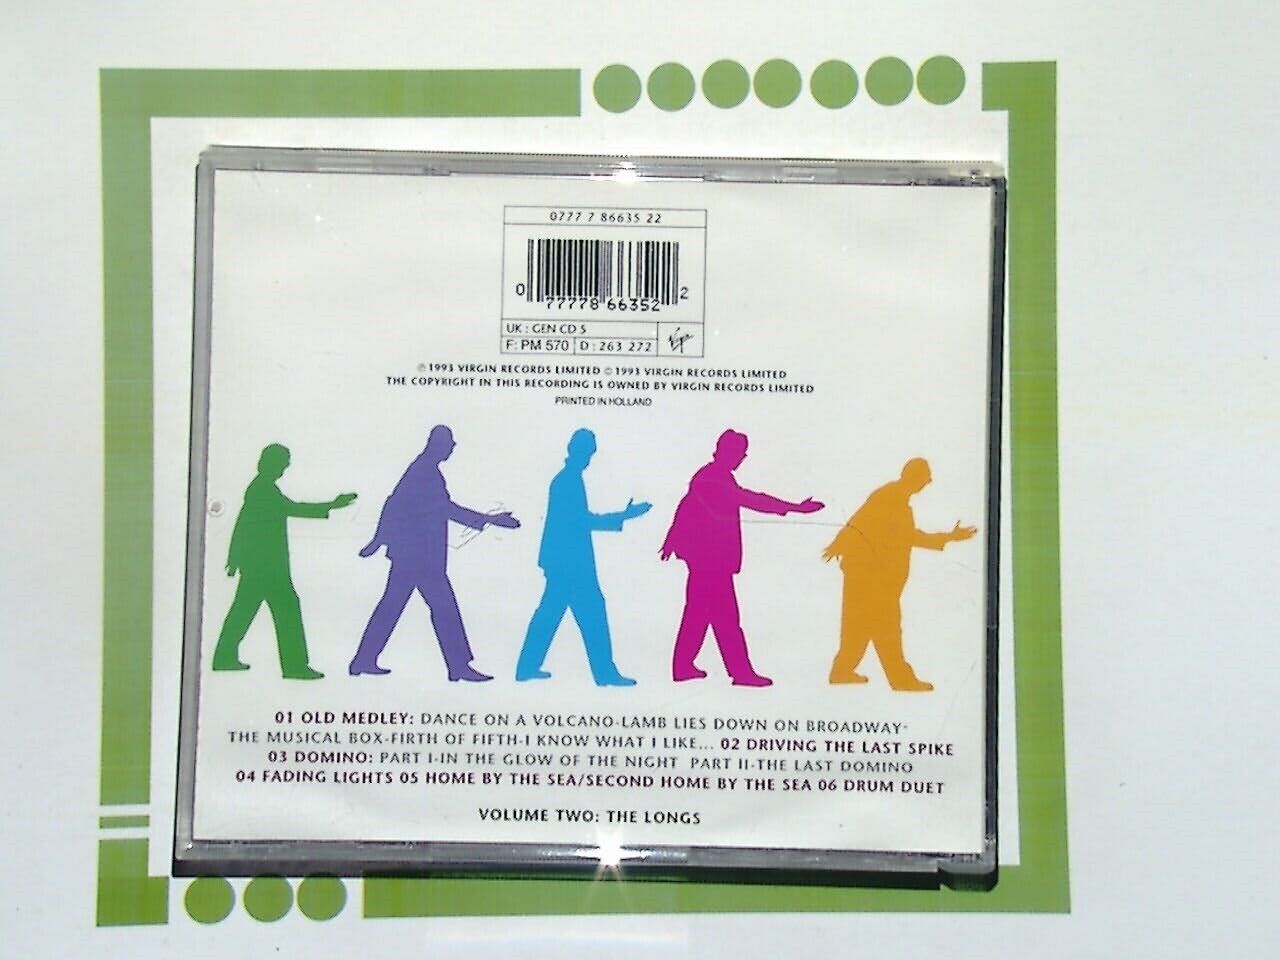 0777 7 86635 22
0 77778 66352 2
UK : GEN CD 5
F: PM 570 D : 263 272
Virgin
℗ 1993 VIRGIN RECORDS LIMITED © 1993 VIRGIN RECORDS LIMITED
THE COPYRIGHT IN THIS RECORDING IS OWNED BY VIRGIN RECORDS LIMITED
PRINTED IN HOLLAND
01 OLD MEDLEY: DANCE ON A VOLCANO-LAMB LIES DOWN ON BROADWAY-
THE MUSICAL BOX-FIRTH OF FIFTH-I KNOW WHAT I LIKE... 02 DRIVING THE LAST SPIKE
03 DOMINO: PART I-IN THE GLOW OF THE NIGHT PART II-THE LAST DOMINO
04 FADING LIGHTS 05 HOME BY THE SEA/SECOND HOME BY THE SEA 06 DRUM DUET
VOLUME TWO: THE LONGS